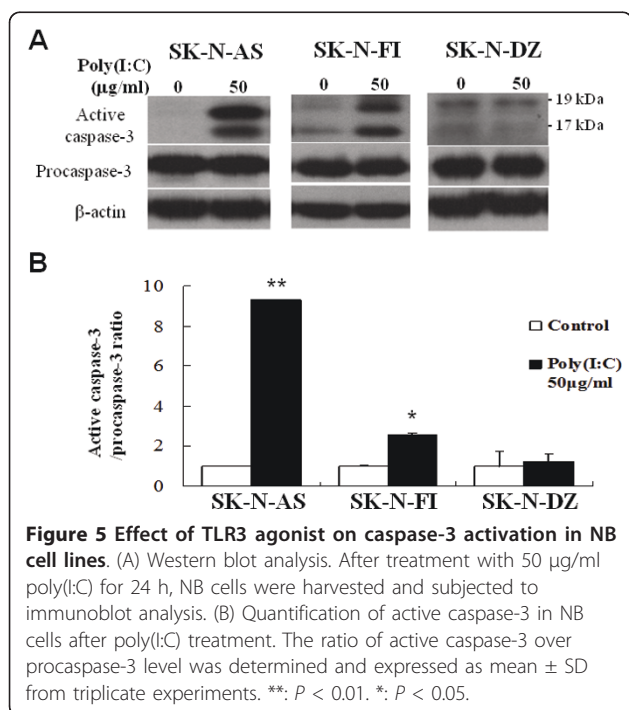 A
SK-N-AS SK-N-FI SK-N-DZ
Poly(I:C)
(μg/ml) 0 50 0 50 0 50
Active
caspase-3
- 19 kDa
- 17 kDa
Procaspase-3
β-actin
B
Active caspase-3
/procaspase-3 ratio
10
8
6
4
2
0
**
*
Control
Poly(I:C)
50μg/ml
SK-N-AS SK-N-FI SK-N-DZ
Figure 5 Effect of TLR3 agonist on caspase-3 activation in NB
cell lines. (A) Western blot analysis. After treatment with 50 μg/ml
poly(I:C) for 24 h, NB cells were harvested and subjected to
immunoblot analysis. (B) Quantification of active caspase-3 in NB
cells after poly(I:C) treatment. The ratio of active caspase-3 over
procaspase-3 level was determined and expressed as mean ± SD
from triplicate experiments. **: P < 0.01. *: P < 0.05.